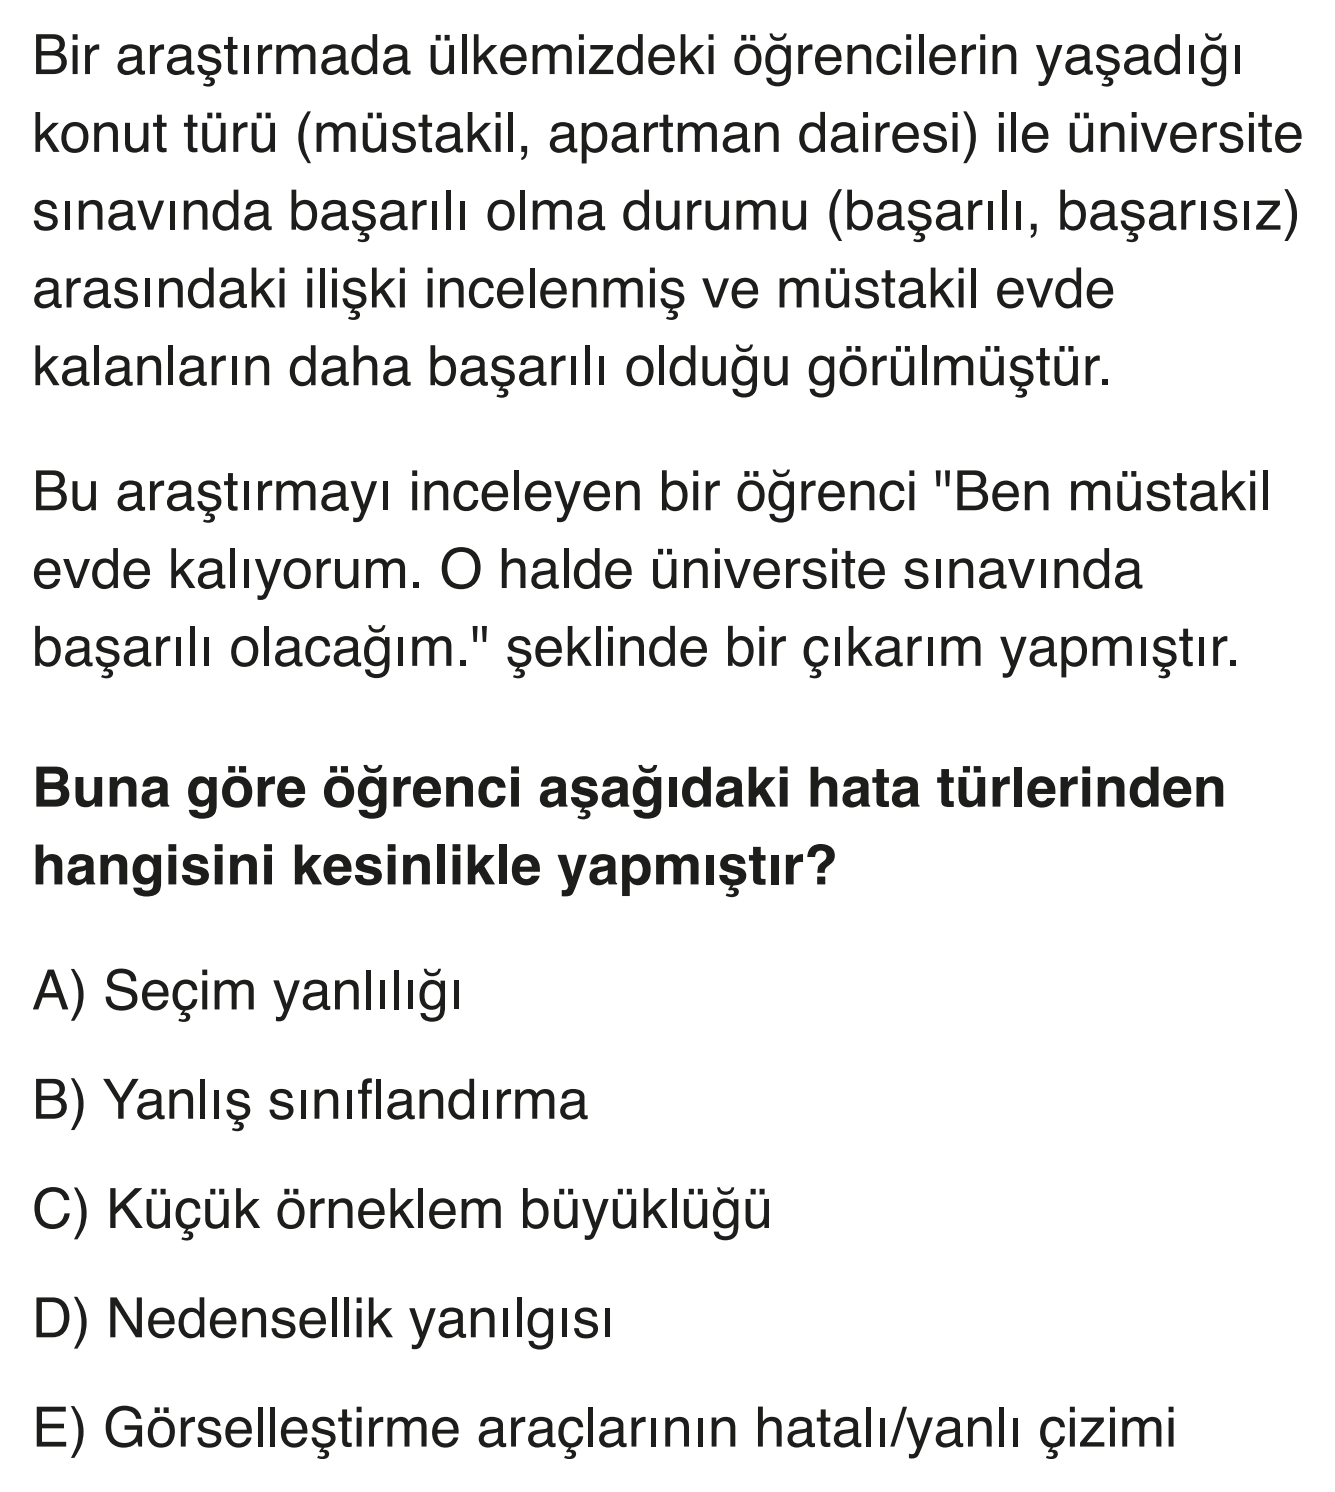 Bir araştırmada ülkemizdeki öğrencilerin yaşadığı
konut türü (müstakil, apartman dairesi) ile üniversite
sınavında başarılı olma durumu (başarılı, başarısız)
arasındaki ilişki incelenmiş ve müstakil evde
kalanların daha başarılı olduğu görülmüştür.
Bu araştırmayı inceleyen bir öğrenci "Ben müstakil
evde kalıyorum. O halde üniversite sınavında
başarılı olacağım." şeklinde bir çıkarım yapmıştır.
Buna göre öğrenci aşağıdaki hata türlerinden
hangisini kesinlikle yapmıştır?
A) Seçim yanlılığı
B) Yanlış sınıflandırma
C) Küçük örneklem büyüklüğü
D) Nedensellik yanılgısı
E) Görselleştirme araçlarının hatalı/yanlı çizimi